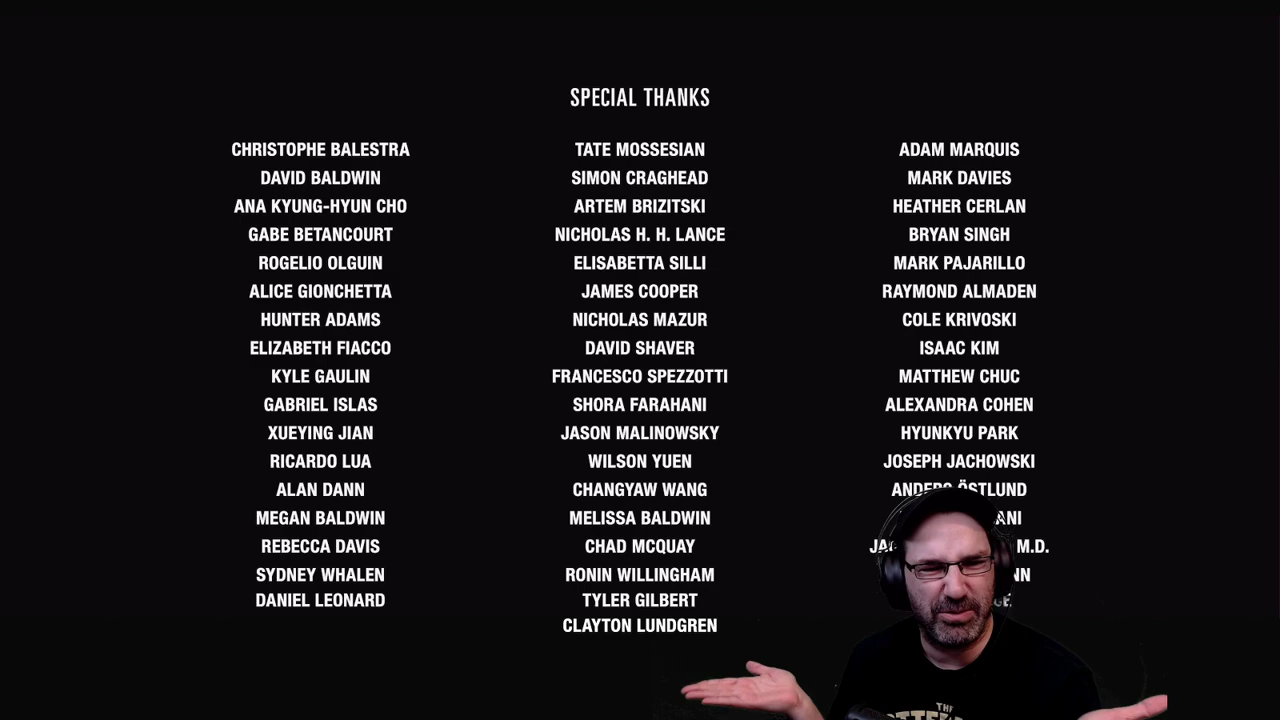 SPECIAL THANKS
CHRISTOPHE BALESTRA
DAVID BALDWIN
ANA KYUNG-HYUN CHO
GABE BETANCOURT
ROGELIO OLGUIN
ALICE GIONCHETTA
HUNTER ADAMS
ELIZABETH FIACCO
KYLE GAULIN
GABRIEL ISLAS
XUEYING JIAN
RICARDO LUA
ALAN DANN
MEGAN BALDWIN
REBECCA DAVIS
SYDNEY WHALEN
DANIEL LEONARD
TATE MOSSESIAN
SIMON CRAGHEAD
ARTEM BRIZITSKI
NICHOLAS H. H. LANCE
ELISABETTA SILLI
JAMES COOPER
NICHOLAS MAZUR
DAVID SHAVER
FRANCESCO SPEZZOTTI
SHORA FARAHANI
JASON MALINOWSKY
WILSON YUEN
CHANGYAW WANG
MELISSA BALDWIN
CHAD MCQUAY
RONIN WILLINGHAM
TYLER GILBERT
CLAYTON LUNDGREN
ADAM MARQUIS
MARK DAVIES
HEATHER CERLAN
BRYAN SINGH
MARK PAJARILLO
RAYMOND ALMADEN
COLE KRIVOSKI
ISAAC KIM
MATTHEW CHUC
ALEXANDRA COHEN
HYUNKYU PARK
JOSEPH JACHOWSKI
ANDERS ÖSTLUND
M.D.
THE